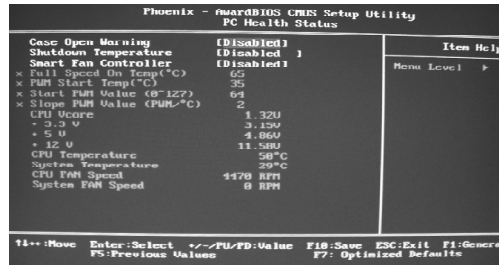 Phoenix - AwardBIOS CMOS Setup Utility
PC Health Status
Case Open Warning [Disabled]
Shutdown Temperature [Disabled ]
Smart Fan Controller [Disabled]
x Full Speed On Temp(°C) 65
x PWM Start Temp(°C) 35
x Start PWM Value (0~127) 64
x Slope PWM Value (PWM/°C) 2
CPU Vcore 1.32V
+ 3.3 V 3.15V
+ 5 V 4.86V
+ 12 V 11.58V
CPU Temperature 50°C
System Temperature 29°C
CPU FAN Speed 4470 RPM
System FAN Speed 0 RPM
Item Help
Menu Level ►
↑↓→←:Move Enter:Select +/-/PU/PD:Value F10:Save ESC:Exit F1:Genera
F5:Previous Values F7: Optimized Defaults